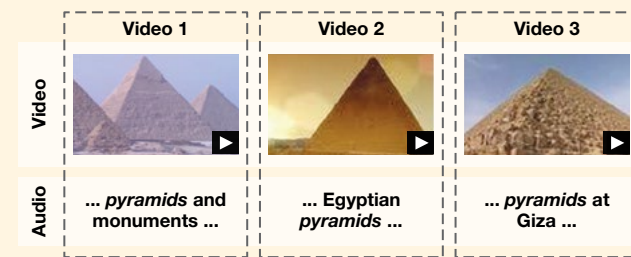 Video 1
Video 2
Video 3
Video
Audio
... pyramids and
monuments ...
... Egyptian
pyramids ...
... pyramids at
Giza ...